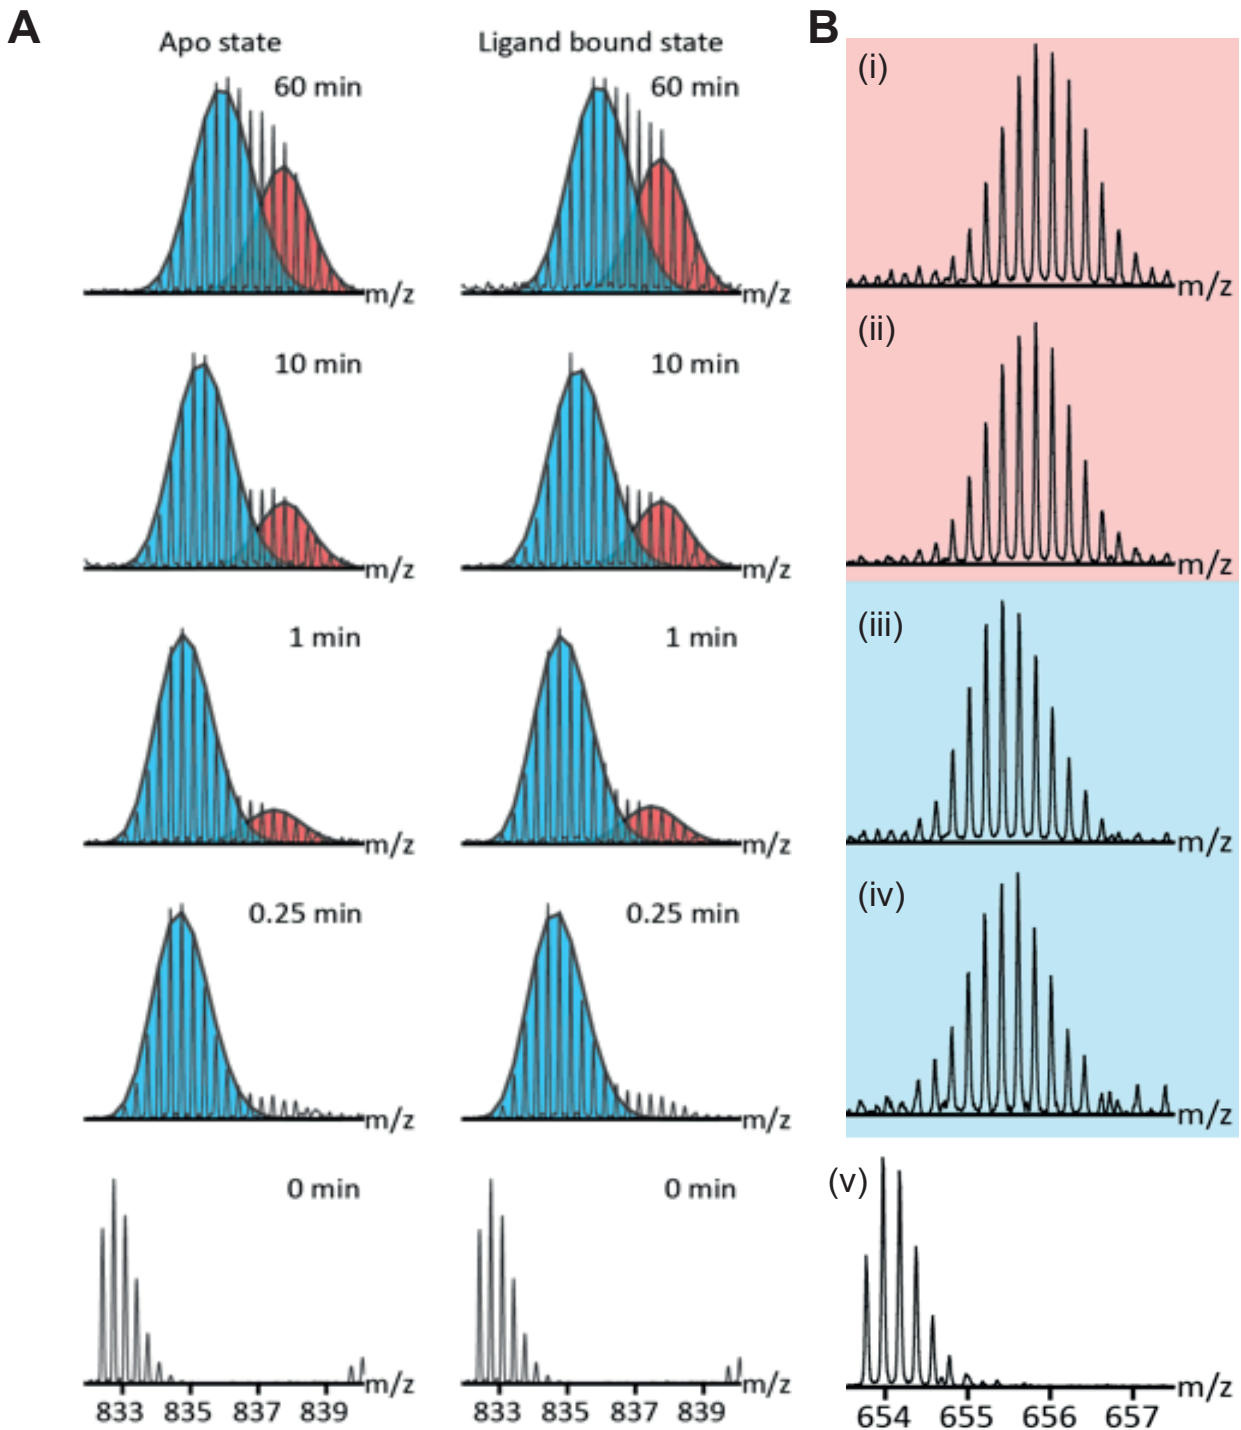 A
B
Apo state
Ligand bound state
60 min
60 min
(i)
m/z
m/z
m/z
10 min
10 min
(ii)
m/z
m/z
m/z
1 min
1 min
(iii)
m/z
m/z
m/z
0.25 min
0.25 min
(iv)
m/z
m/z
m/z
0 min
0 min
(v)
m/z
m/z
m/z
833 835 837 839
833 835 837 839
654 655 656 657